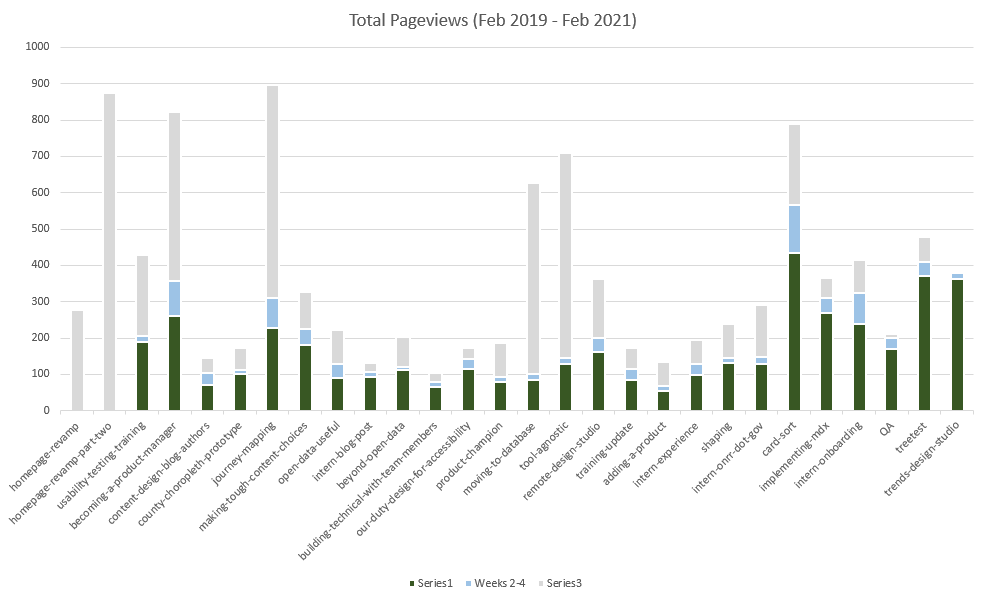 Total Pageviews (Feb 2019 - Feb 2021)
1000
900
800
700
600
500
400
300
200
100
0
homepage-revamp
homepage-revamp-part-two
usability-testing-training
becoming-a-product-manager
content-design-blog-authors
county-choropleth-prototype
journey-mapping
making-tough-content-choices
open-data-useful
intern-blog-post
beyond-open-data
building-technical-with-team-members
our-duty-design-for-accessibility
product-champion
moving-to-database
tool-agnostic
remote-design-studio
training-update
adding-a-product
intern-experience
shaping
intern-onrr-dot-gov
card-sort
implementing-mdx
intern-onboarding
QA
treetest
trends-design-studio
Series1 Weeks 2-4 Series3